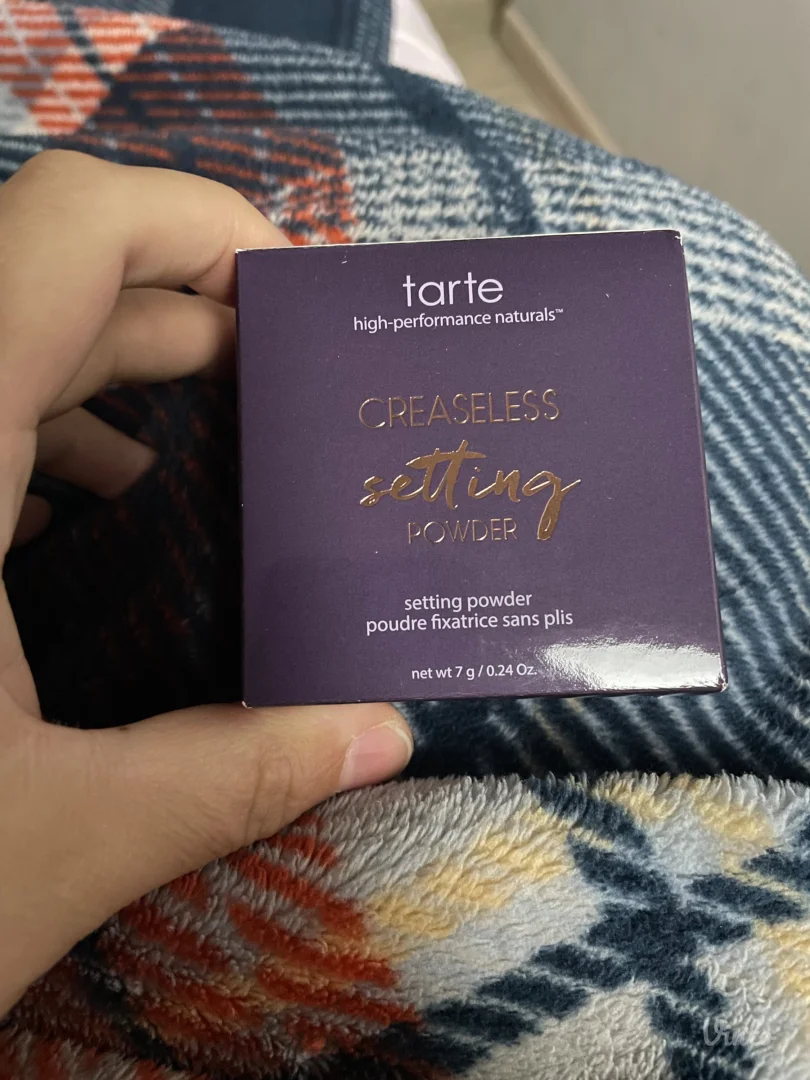 tarte
high-performance naturals™
CREASELESS
setting
POWDER
setting powder
poudre fixatrice sans plis
net wt 7 g / 0.24 Oz.